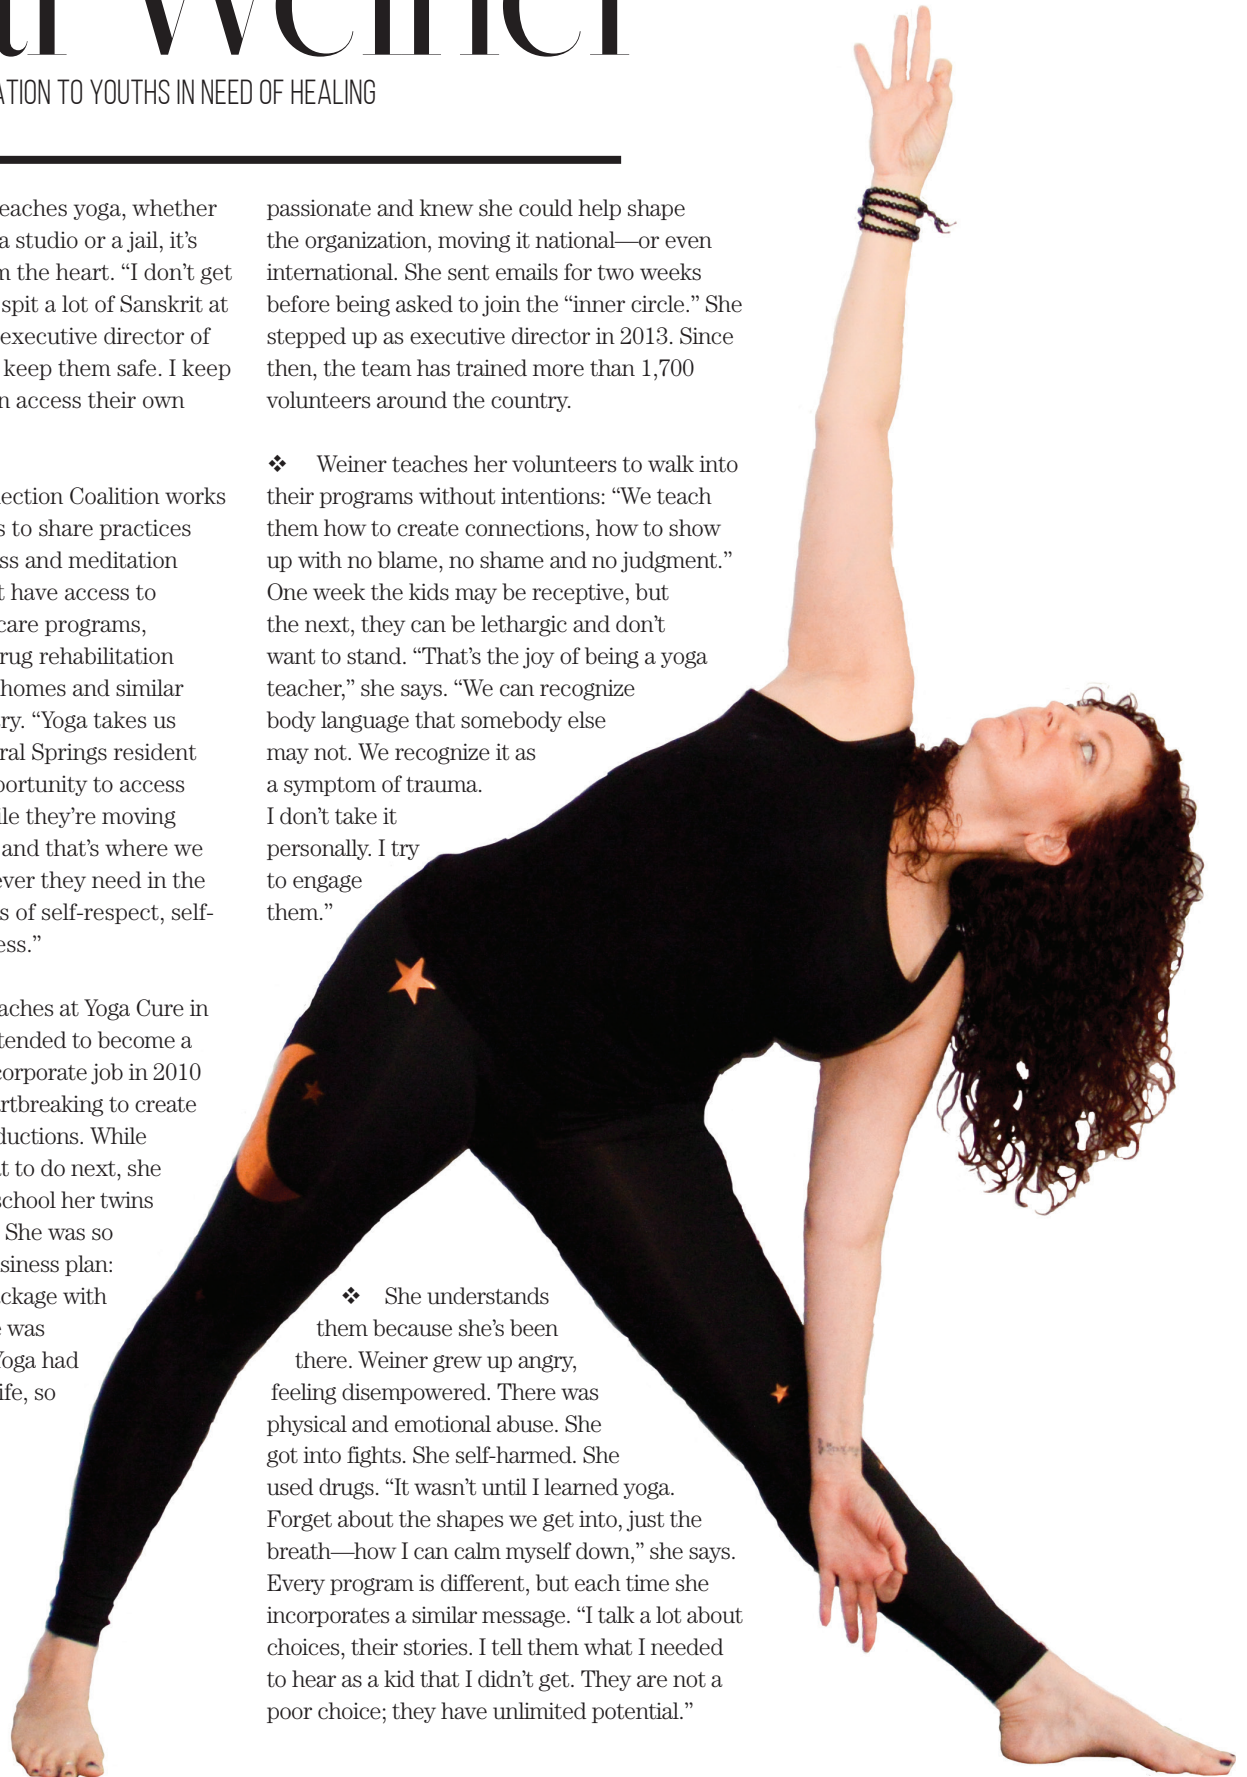 Weiner
ATION TO YOUTHS IN NEED OF HEALING
eaches yoga, whether
a studio or a jail, it’s
m the heart. “I don’t get
spit a lot of Sanskrit at
executive director of
keep them safe. I keep
n access their own
lection Coalition works
s to share practices
ss and meditation
t have access to
care programs,
rug rehabilitation
homes and similar
ry. “Yoga takes us
ral Springs resident
portunity to access
ile they’re moving
and that’s where we
ever they need in the
s of self-respect, self-
ess.”
aches at Yoga Cure in
tended to become a
corporate job in 2010
artbreaking to create
ductions. While
t to do next, she
school her twins
She was so
siness plan:
ckage with
e was
Yoga had
ife, so
passionate and knew she could help shape
the organization, moving it national—or even
international. She sent emails for two weeks
before being asked to join the “inner circle.” She
stepped up as executive director in 2013. Since
then, the team has trained more than 1,700
volunteers around the country.
❖ Weiner teaches her volunteers to walk into
their programs without intentions: “We teach
them how to create connections, how to show
up with no blame, no shame and no judgment.”
One week the kids may be receptive, but
the next, they can be lethargic and don’t
want to stand. “That’s the joy of being a yoga
teacher,” she says. “We can recognize
body language that somebody else
may not. We recognize it as
a symptom of trauma.
I don’t take it
personally. I try
to engage
them.”
❖ She understands
them because she’s been
there. Weiner grew up angry,
feeling disempowered. There was
physical and emotional abuse. She
got into fights. She self-harmed. She
used drugs. “It wasn’t until I learned yoga.
Forget about the shapes we get into, just the
breath—how I can calm myself down,” she says.
Every program is different, but each time she
incorporates a similar message. “I talk a lot about
choices, their stories. I tell them what I needed
to hear as a kid that I didn’t get. They are not a
poor choice; they have unlimited potential.”